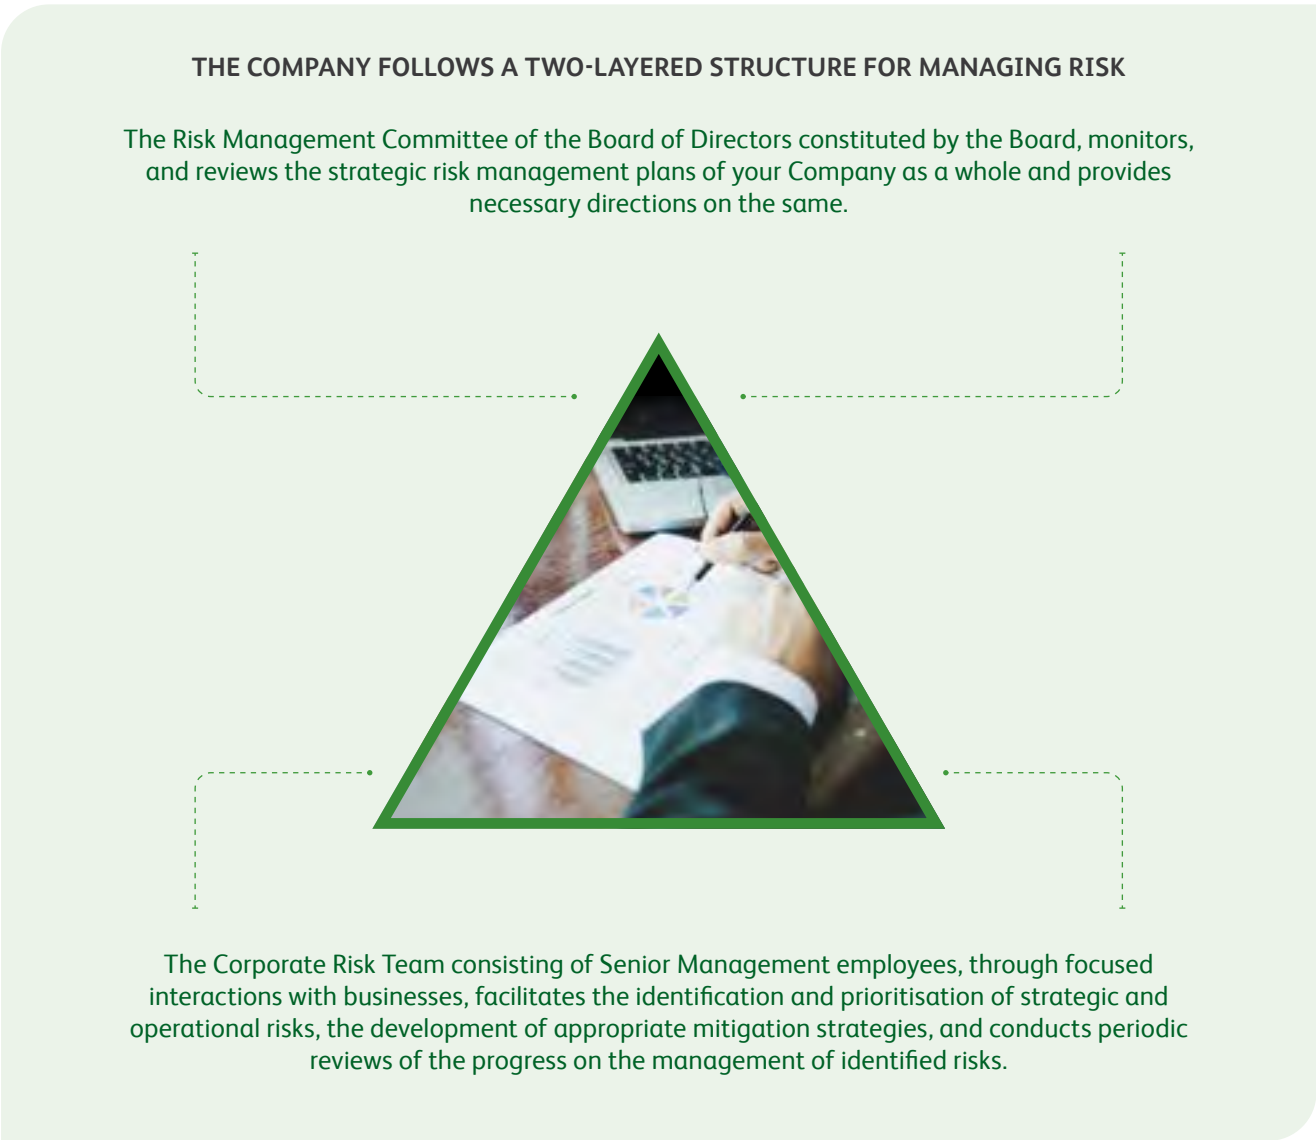 THE COMPANY FOLLOWS A TWO-LAYERED STRUCTURE FOR MANAGING RISK
The Risk Management Committee of the Board of Directors constituted by the Board, monitors,
and reviews the strategic risk management plans of your Company as a whole and provides
necessary directions on the same.
The Corporate Risk Team consisting of Senior Management employees, through focused
interactions with businesses, facilitates the identification and prioritisation of strategic and
operational risks, the development of appropriate mitigation strategies, and conducts periodic
reviews of the progress on the management of identified risks.